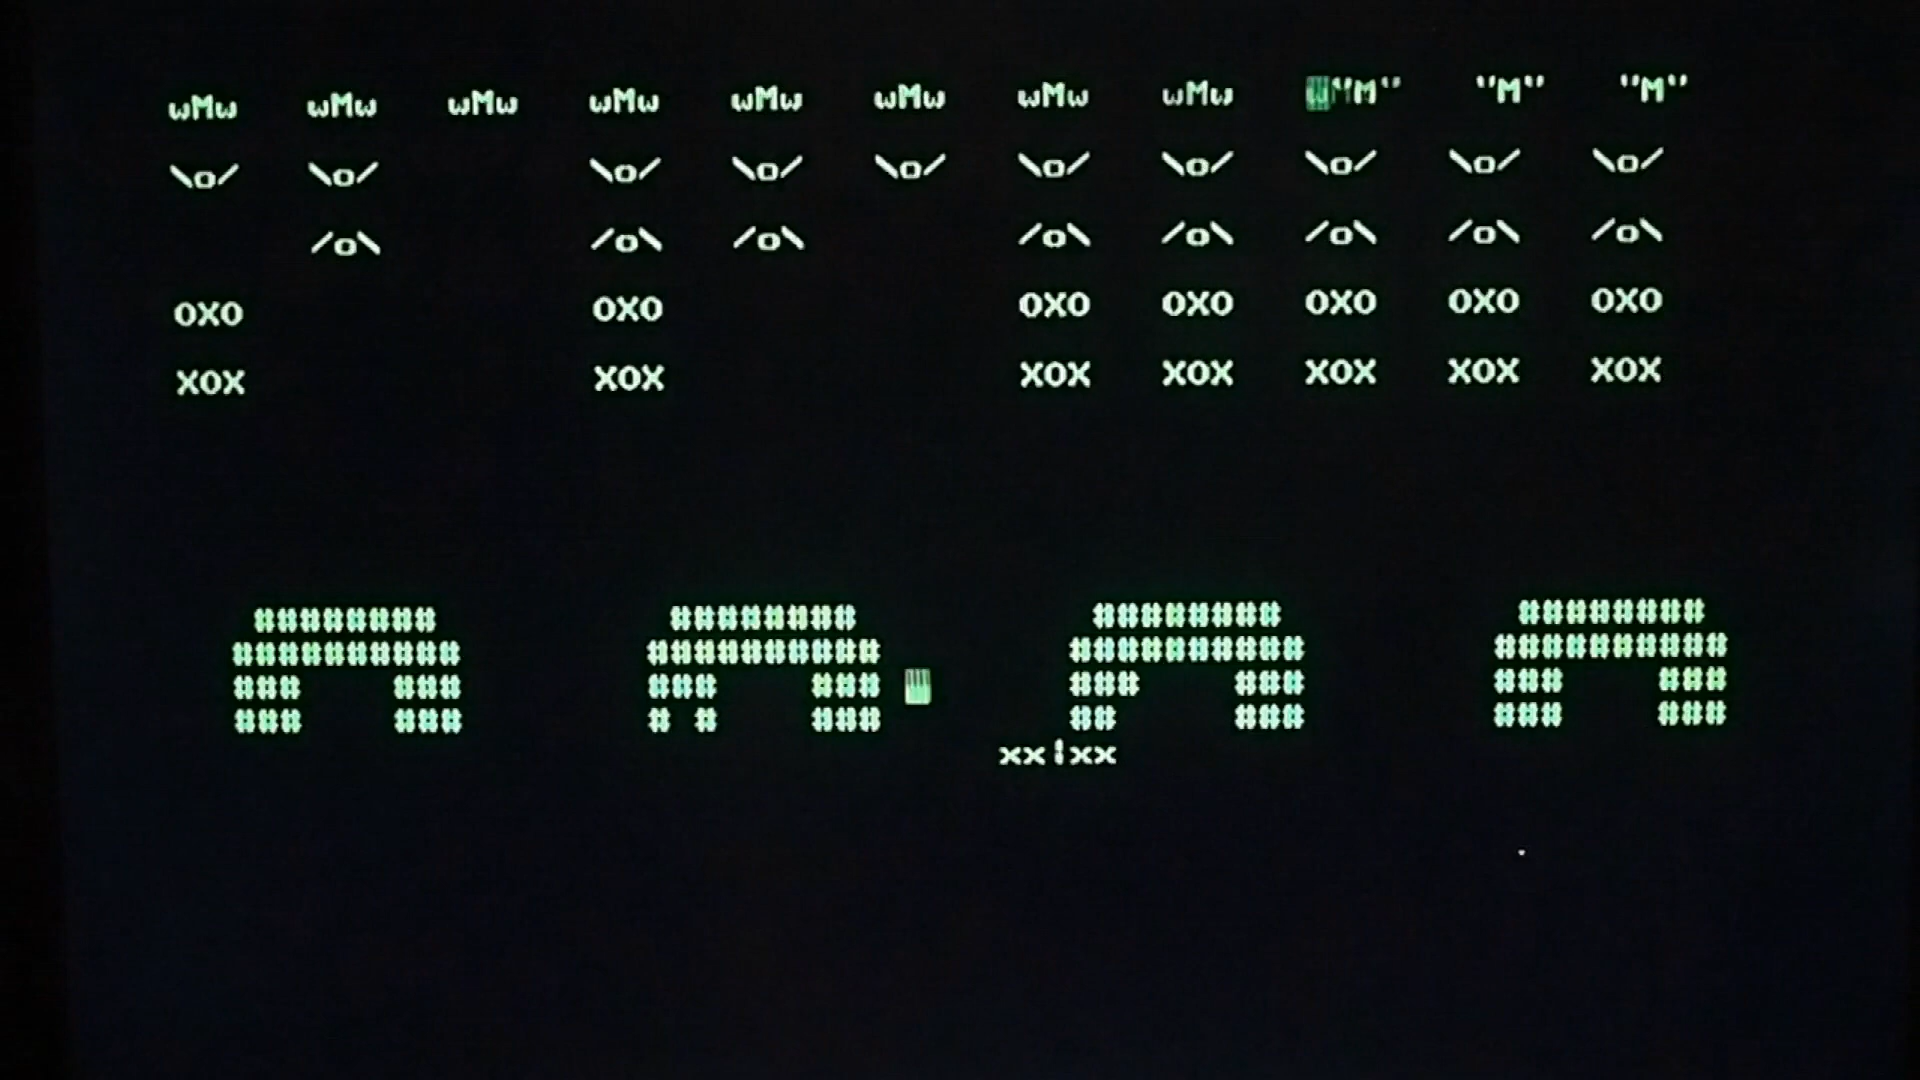 wMw wMw wMw wMw wMw wMw wMw wMw "M" "M" "M"
\o/ \o/ \o/ \o/ \o/ \o/ \o/ \o/ \o/ \o/
/o\ /o\ /o\ /o\ /o\ /o\ /o\ /o\
OXO OXO OXO OXO OXO OXO OXO
XOX XOX XOX XOX XOX XOX XOX
######## ######## ######## ########
########## ########## ########## ##########
### ### ### ### ### ### ### ###
### ### # # ### ## ### ### ###
xx¦xx